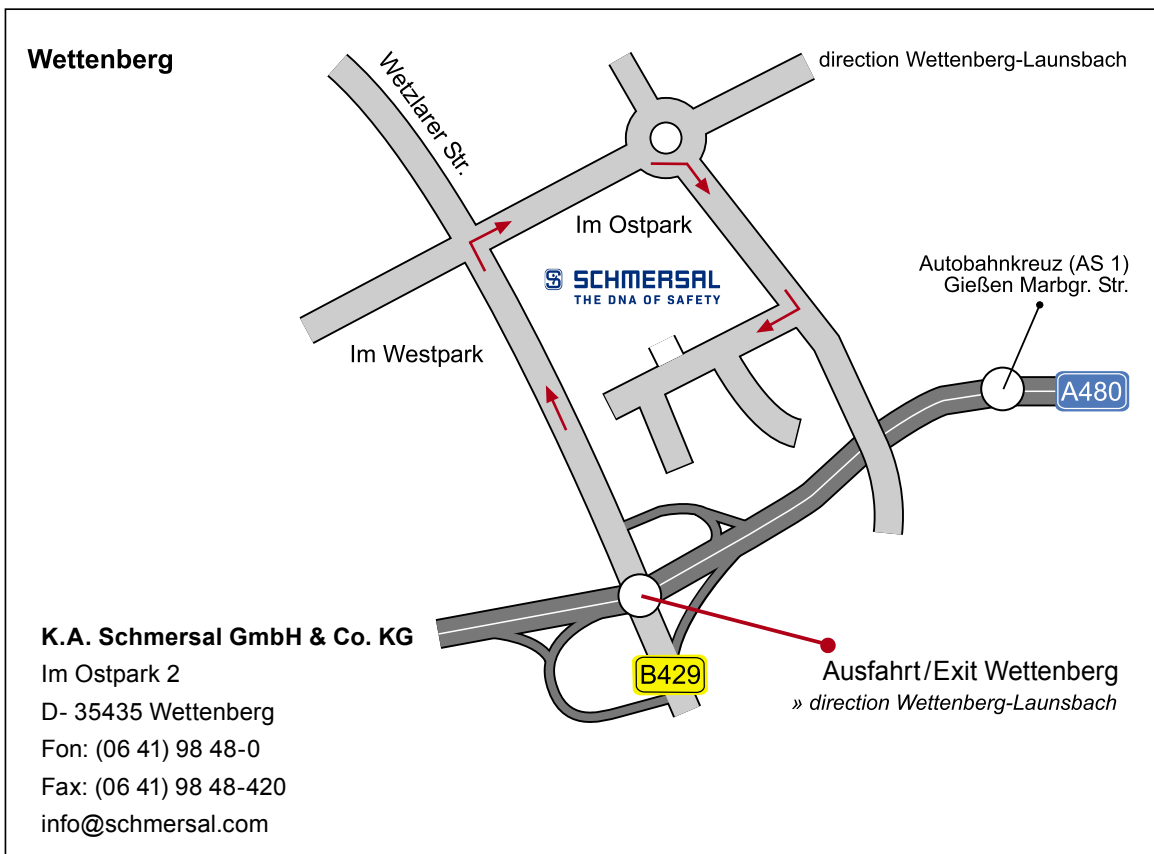 Wettenberg
Wetzlarer Str.
direction Wettenberg-Launsbach
Im Ostpark
S SCHMERSAL
THE DNA OF SAFETY
Autobahnkreuz (AS 1)
Gießen Marbgr. Str.
Im Westpark
A480
K.A. Schmersal GmbH & Co. KG
Im Ostpark 2
D- 35435 Wettenberg
Fon: (06 41) 98 48-0
Fax: (06 41) 98 48-420
info@schmersal.com
B429
Ausfahrt/Exit Wettenberg
» direction Wettenberg-Launsbach